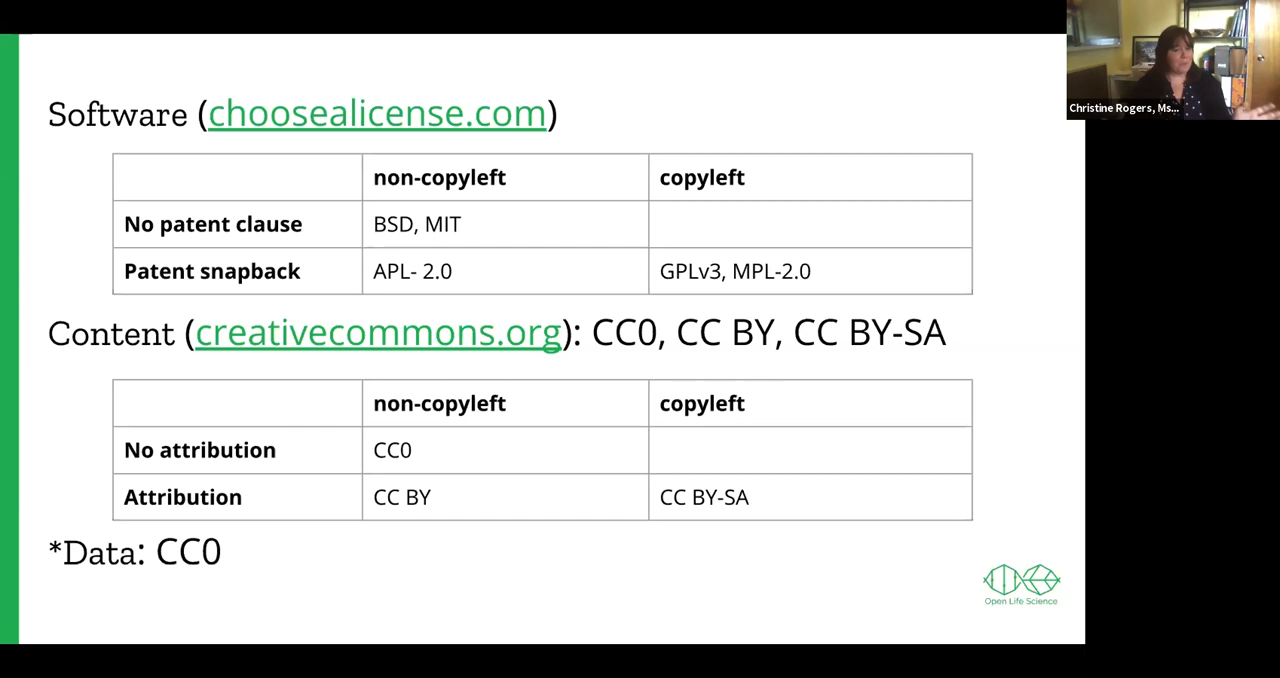 Software (choosealicense.com)
non-copyleft copyleft
No patent clause BSD, MIT
Patent snapback APL- 2.0 GPLv3, MPL-2.0
Content (creativecommons.org): CC0, CC BY, CC BY-SA
non-copyleft copyleft
No attribution CC0
Attribution CC BY CC BY-SA
*Data: CC0
Open Life Science
Christine Rogers, Ms...